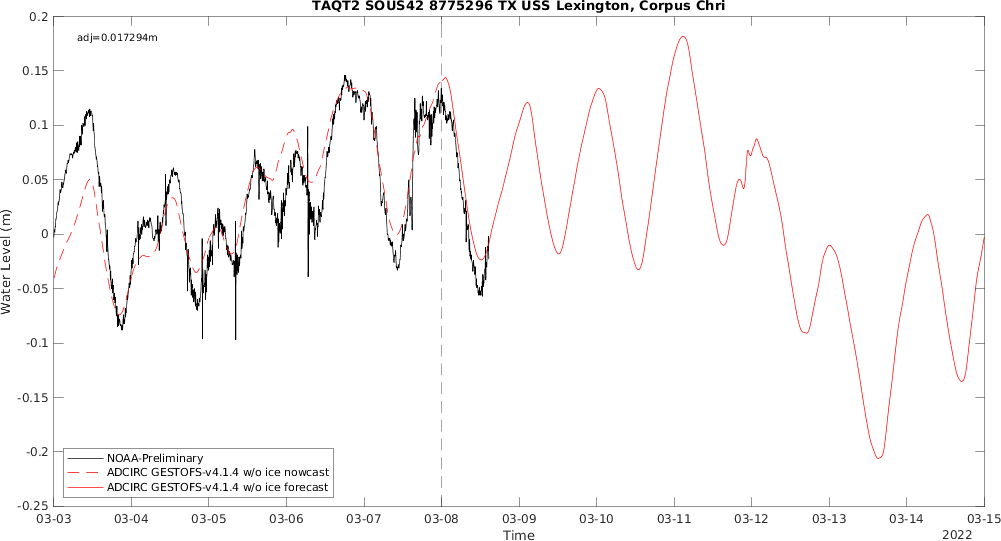 TAQT2 SOUS42 8775296 TX USS Lexington, Corpus Chri
adj=0.017294m
0.2
0.15
0.1
0.05
0
-0.05
-0.1
-0.15
-0.2
-0.25
Water Level (m)
NOAA-Preliminary
ADCIRC GESTOFS-v4.1.4 w/o ice nowcast
ADCIRC GESTOFS-v4.1.4 w/o ice forecast
03-03 03-04 03-05 03-06 03-07 03-08 03-09 03-10 03-11 03-12 03-13 03-14 03-15
Time
2022